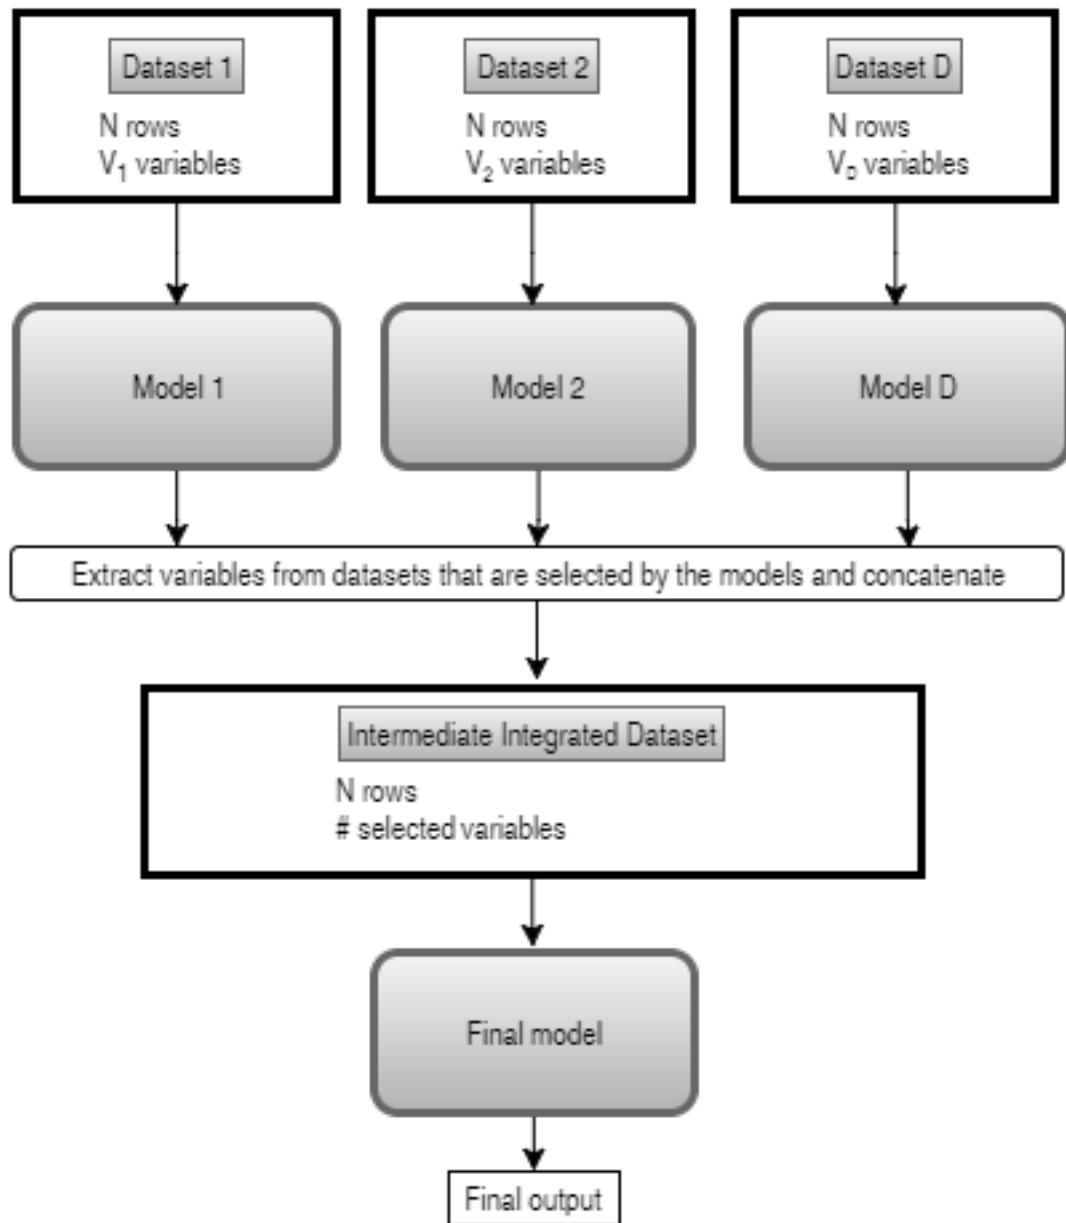 Dataset 1
N rows
V₁ variables
Dataset 2
N rows
V₂ variables
Dataset D
N rows
V_D variables
Model 1
Model 2
Model D
Extract variables from datasets that are selected by the models and concatenate
Intermediate Integrated Dataset
N rows
# selected variables
Final model
Final output